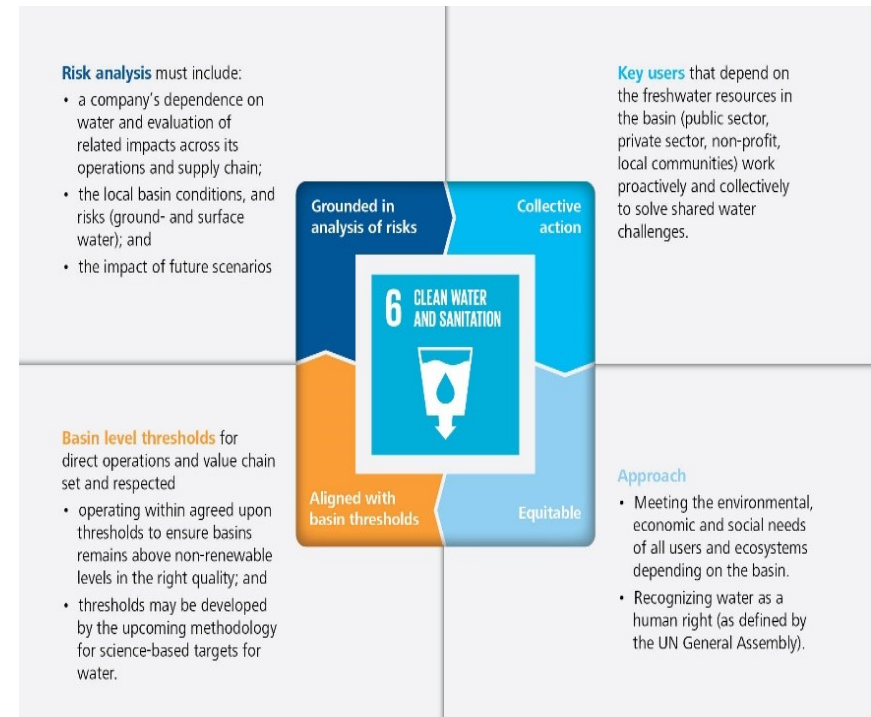 Risk analysis must include:
• a company's dependence on
water and evaluation of
related impacts across its
operations and supply chain;
• the local basin conditions, and
risks (ground- and surface
water); and
• the impact of future scenarios
Key users that depend on
the freshwater resources in
the basin (public sector,
private sector, non-profit,
local communities) work
proactively and collectively
to solve shared water
challenges.
Grounded in
analysis of risks
Collective
action
6 CLEAN WATER
AND SANITATION
Aligned with
basin thresholds
Equitable
Basin level thresholds for
direct operations and value chain
set and respected
• operating within agreed upon
thresholds to ensure basins
remains above non-renewable
levels in the right quality; and
• thresholds may be developed
by the upcoming methodology
for science-based targets for
water.
Approach
• Meeting the environmental,
economic and social needs
of all users and ecosystems
depending on the basin.
• Recognizing water as a
human right (as defined by
the UN General Assembly).